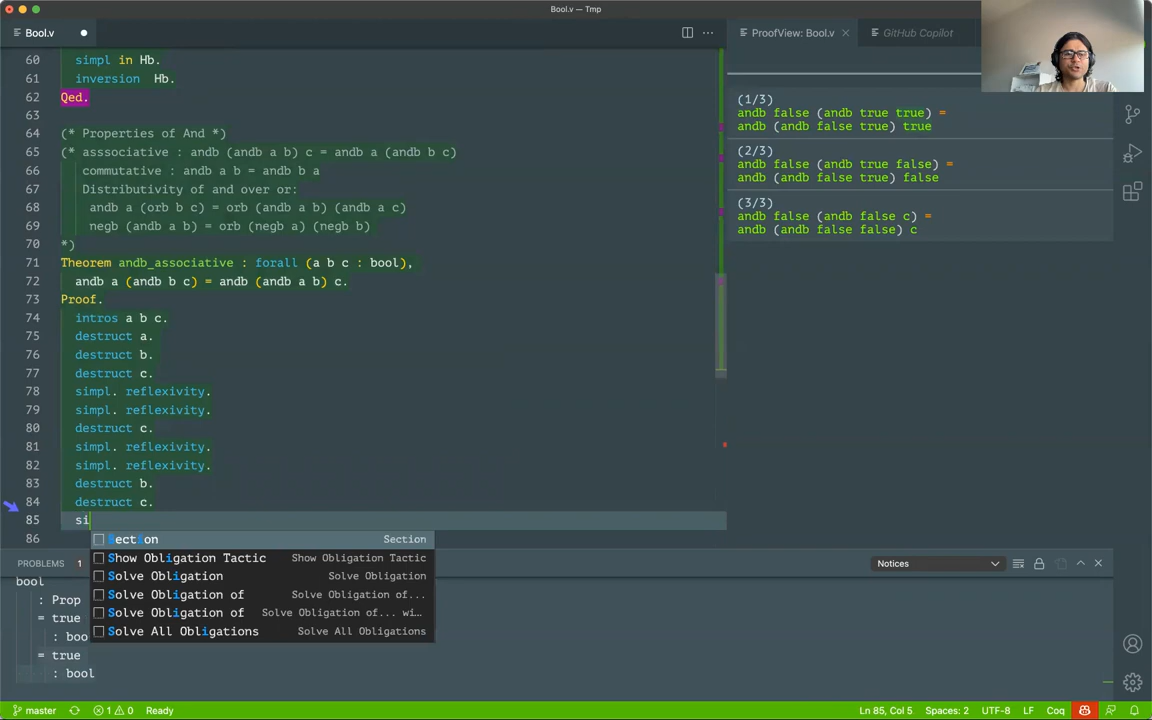 Bool.v — Tmp
Bool.v
ProofView: Bool.v
GitHub Copilot
60 simpl in Hb.
61 inversion  Hb.
62 Qed.
63
64 (* Properties of And *)
65 (* asssociative : andb (andb a b) c = andb a (andb b c)
66 commutative : andb a b = andb b a
67 Distributivity of and over or:
68 andb a (orb b c) = orb (andb a b) (andb a c)
69 negb (andb a b) = orb (negb a) (negb b)
70 *)
71 Theorem andb_associative : forall (a b c : bool),
72 andb a (andb b c) = andb (andb a b) c.
73 Proof.
74 intros a b c.
75 destruct a.
76 destruct b.
77 destruct c.
78 simpl. reflexivity.
79 simpl. reflexivity.
80 destruct c.
81 simpl. reflexivity.
82 simpl. reflexivity.
83 destruct b.
84 destruct c.
85 si
86
Section Section
Show Obligation Tactic Show Obligation Tactic
Solve Obligation Solve Obligation
Solve Obligation of Solve Obligation of...
Solve Obligation of Solve Obligation of... wi…
Solve All Obligations Solve All Obligations
(1/3)
andb false (andb true true) =
andb (andb false true) true
(2/3)
andb false (andb true false) =
andb (andb false true) false
(3/3)
andb false (andb false c) =
andb (andb false false) c
PROBLEMS 1
Notices
bool
: Prop
= true
: boo
= true
: bool
master
1 0
Ready
Ln 85, Col 5
Spaces: 2
UTF-8
LF
Coq